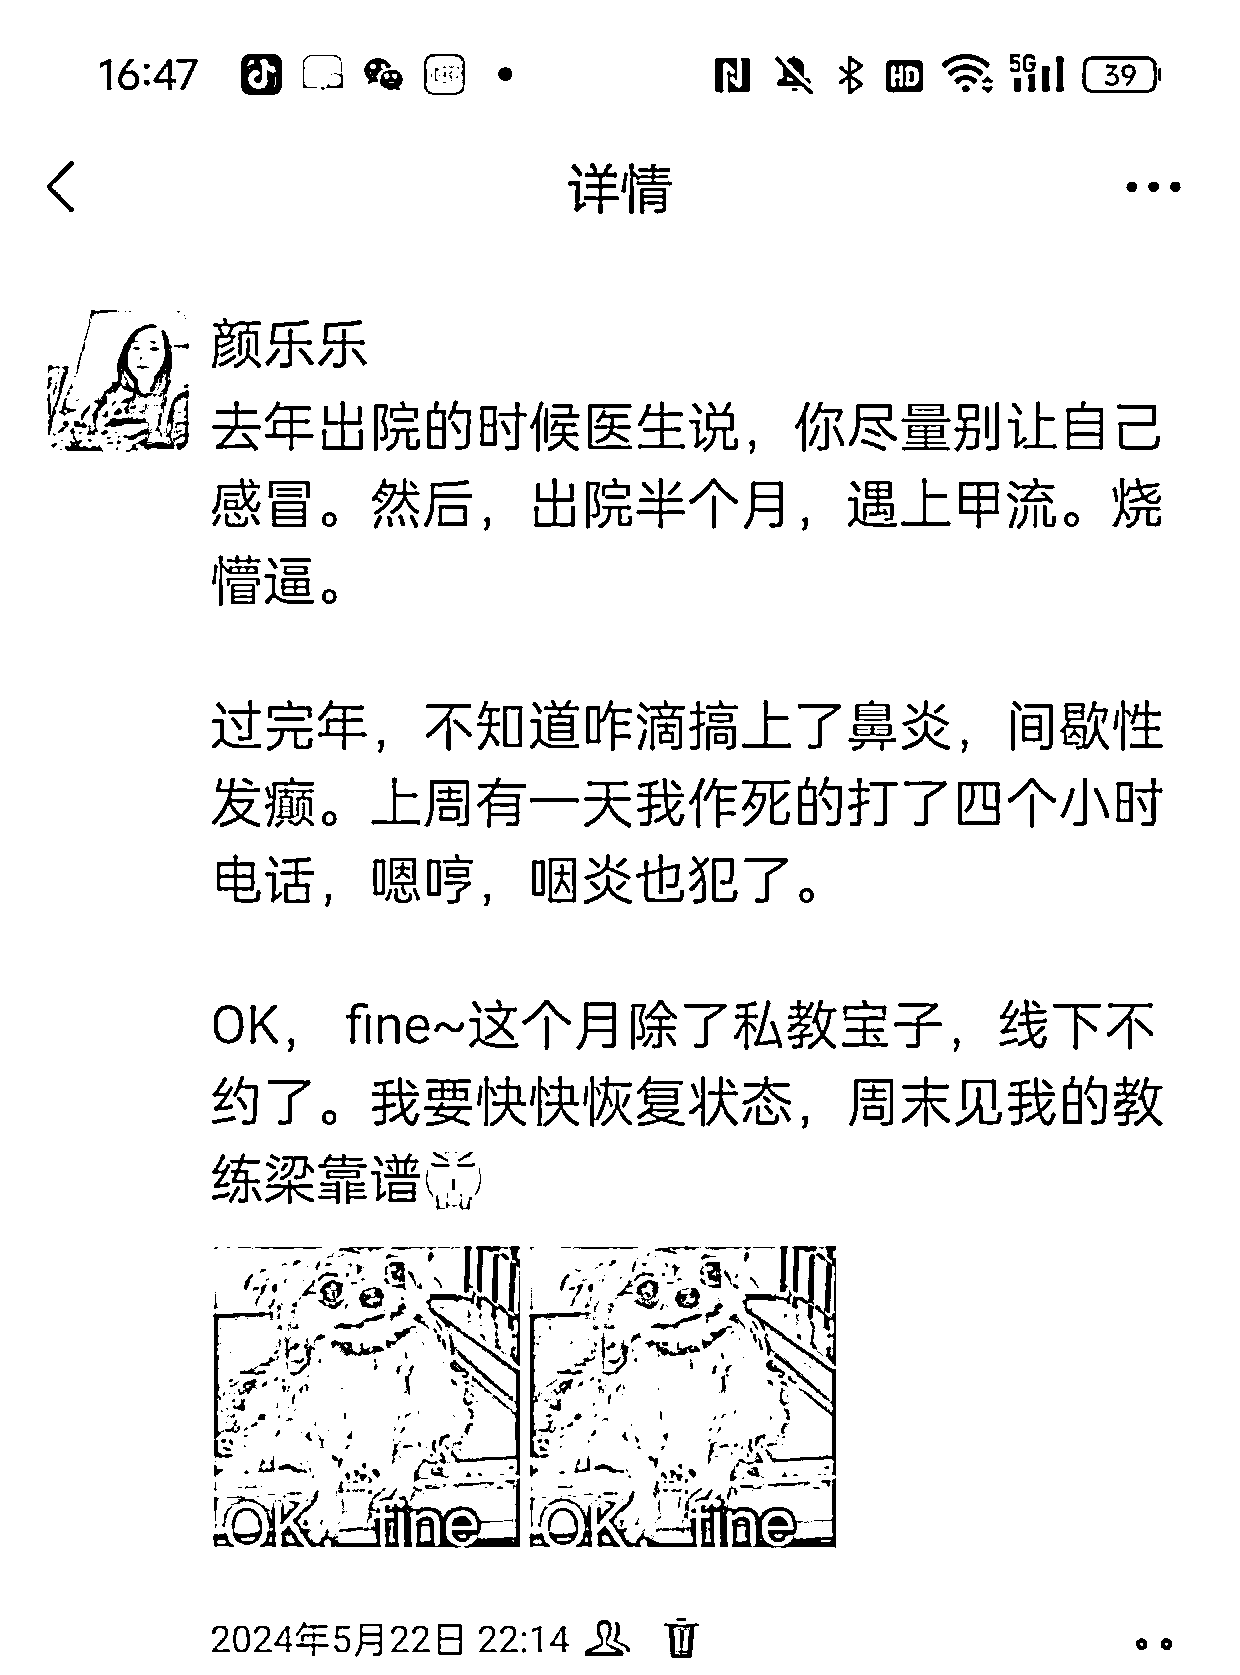 16:47
HD
5G
39
详情
颜乐乐
去年出院的时候医生说，你尽量别让自己
感冒。然后，出院半个月，遇上甲流。烧
懵逼。
过完年，不知道咋滴搞上了鼻炎，间歇性
发癫。上周有一天我作死的打了四个小时
电话，嗯哼，咽炎也犯了。
OK， fine~这个月除了私教宝子，线下不
约了。我要快快恢复状态，周末见我的教
练梁靠谱
OK fine
OK fine
2024年5月22日 22:14